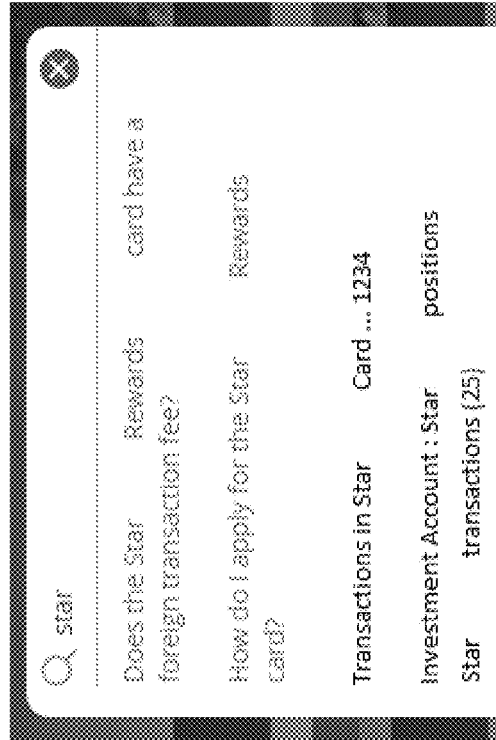 star
Does the Star Rewards card have a
foreign transaction fee?
How do I apply for the Star Rewards
card?
Transactions in Star Card ... 1234
Investment Account : Star positions
Star transactions (25)